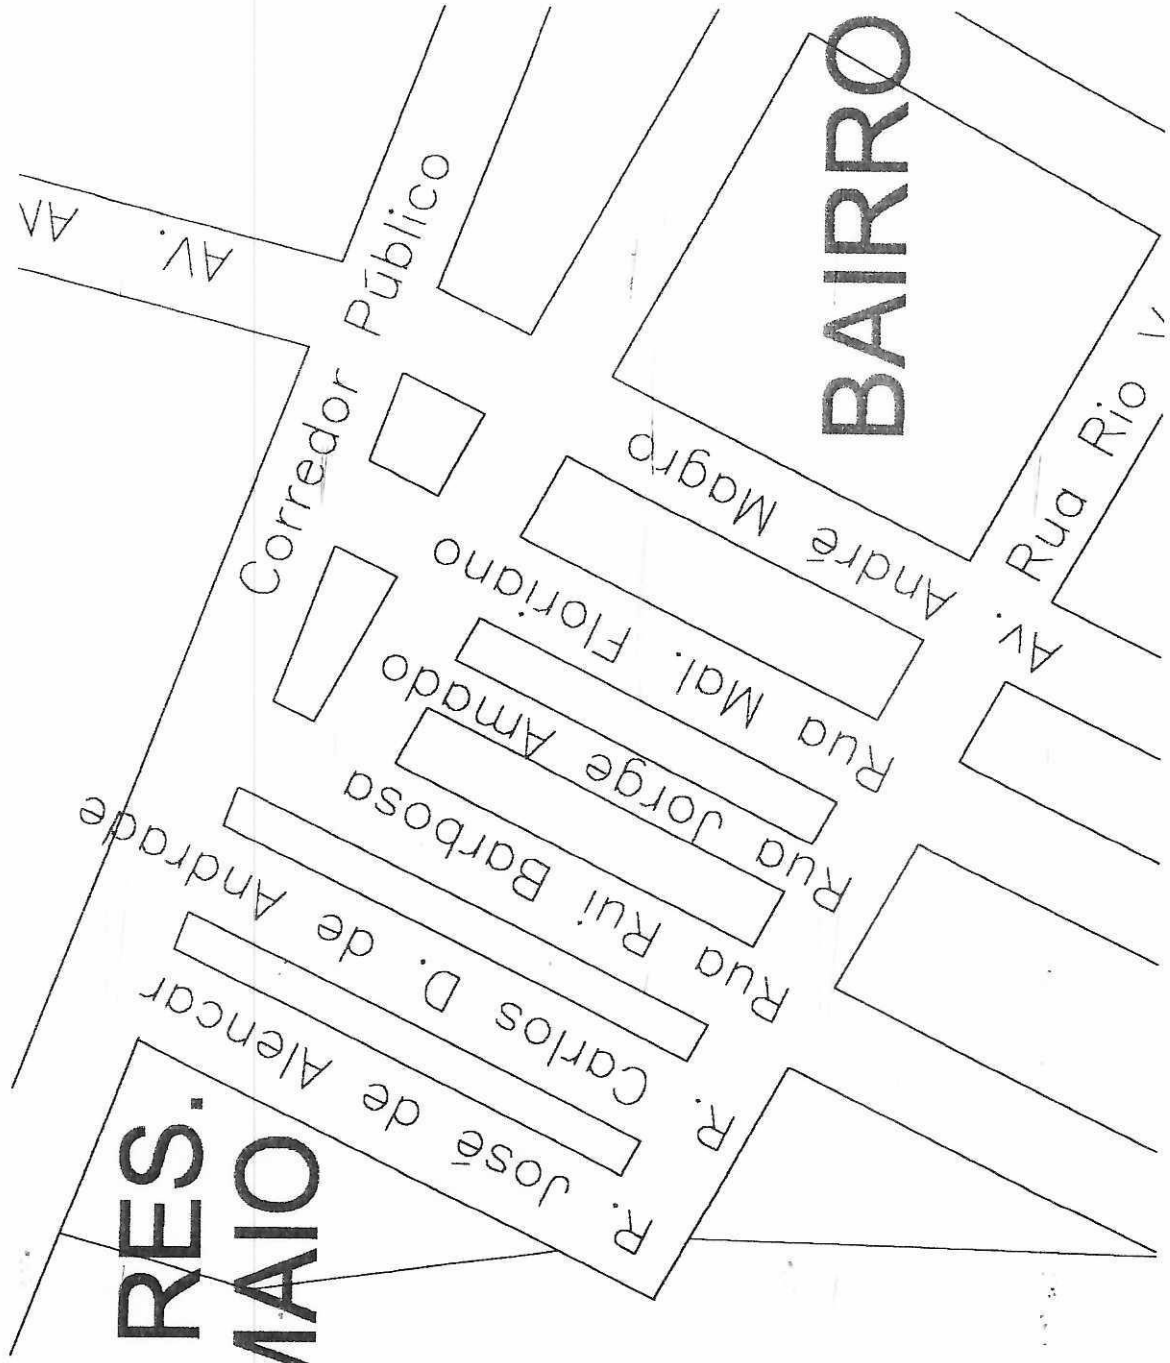 BAIRRO
AV.
Corredor Público
André Magro
Av. Rua Rio
Rua Mal. Floriano
Rua Jorge Amado
Rua Rui Barbosa
R. Carlos D. de Andrade
R. José de Alencar
RES.
MAIO